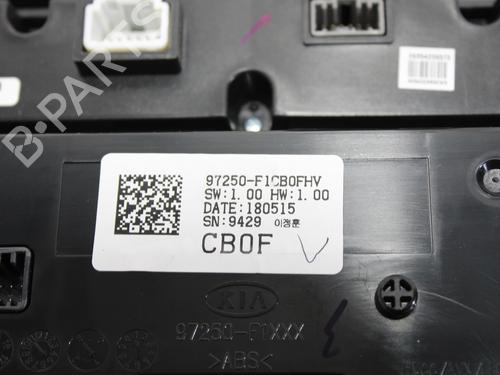 97250-F1CB0FHV
SW:1.00 HW:1.00
DATE:180515
SN:9429 이정훈
CB0F
KIA
97250-F1XXX
>ABS<
B-PARTS